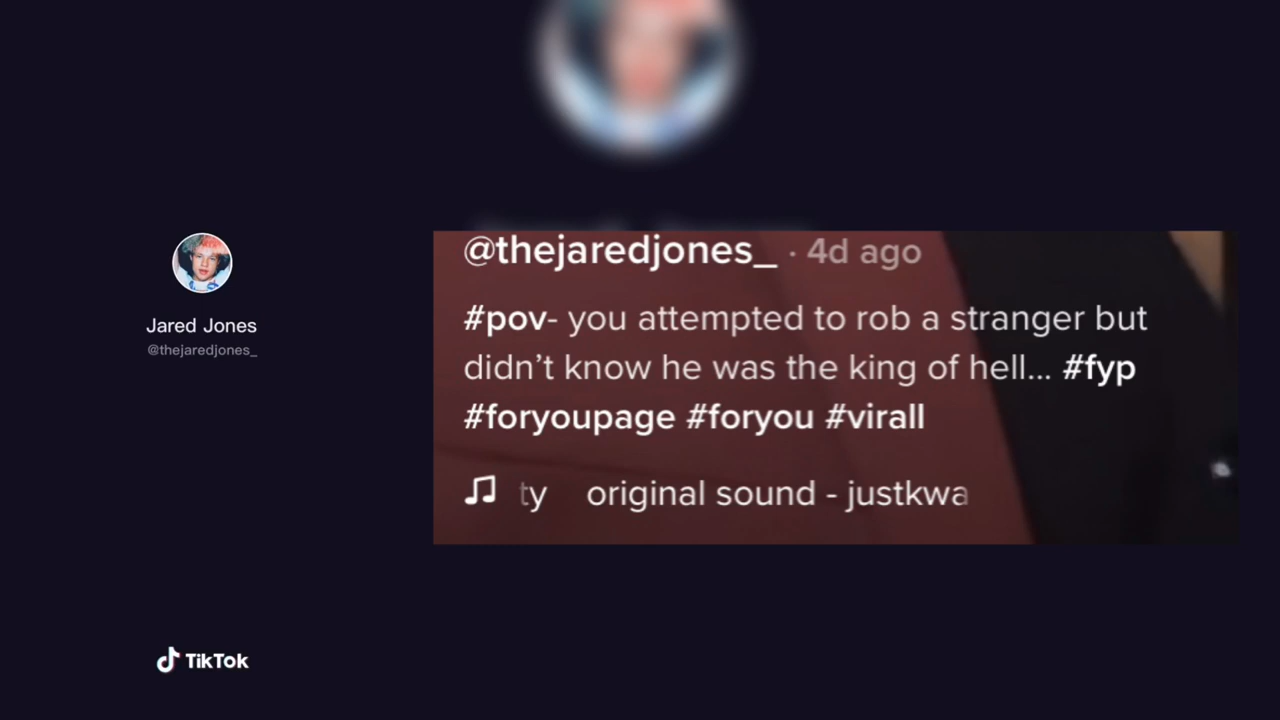 @thejaredjones_ · 4d ago
#pov- you attempted to rob a stranger but
didn't know he was the king of hell... #fyp
#foryoupage #foryou #virall
ty original sound - justkwa
Jared Jones
@thejaredjones_
TikTok